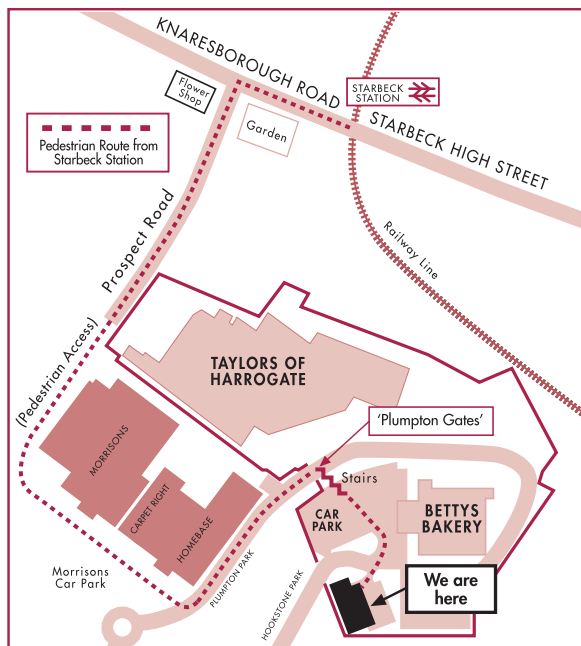 KNARESBOROUGH ROAD
STARBECK
STATION
Flower
Shop
STARBECK HIGH STREET
Garden
Pedestrian Route from
Starbeck Station
Prospect Road
Railway
Line
(Pedestrian Access)
TAYLORS OF
HARROGATE
'Plumpton Gates'
MORRISONS
Stairs
CARPET RIGHT
CAR
PARK
BETTYS
BAKERY
HOMEBASE
Morrisons
Car Park
PLUMPTON PARK
HOOKSTONE PARK
We are
here